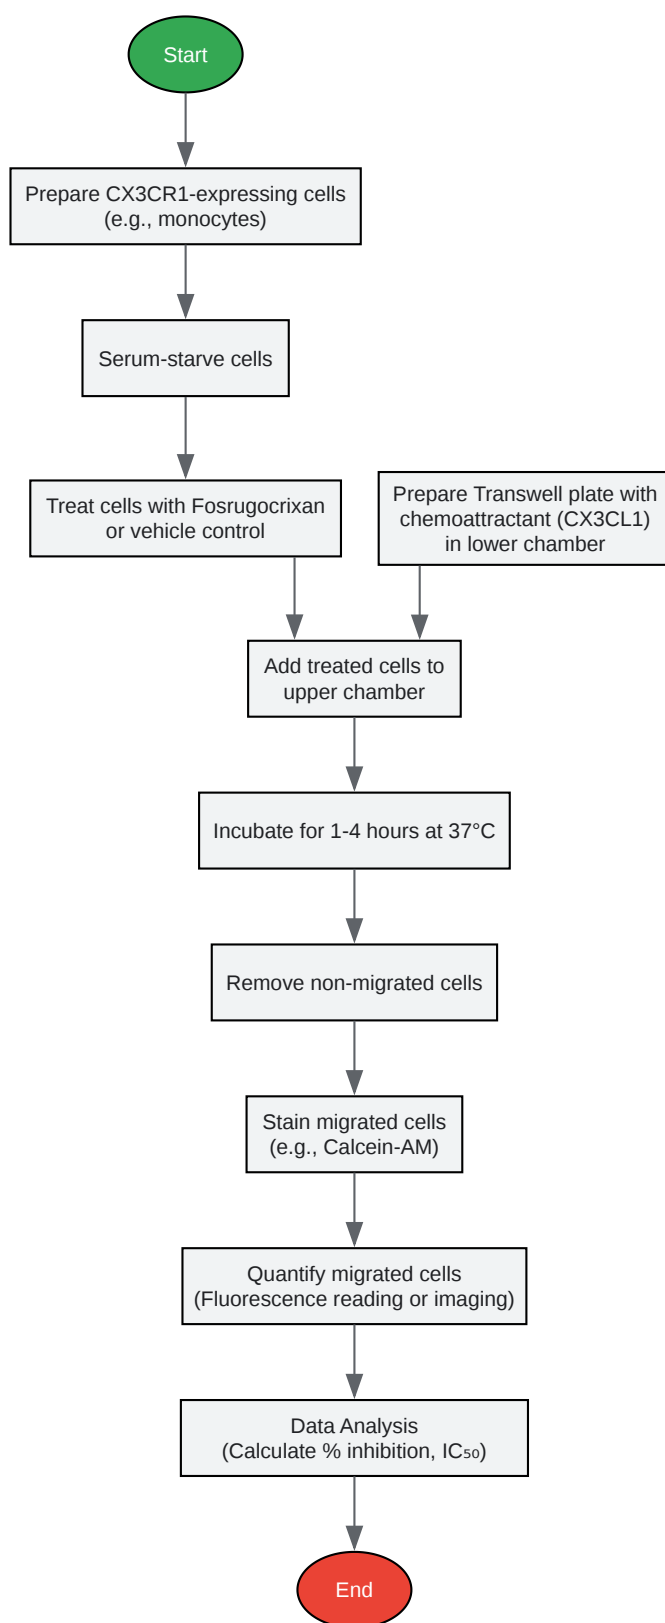 Start
Prepare CX3CR1-expressing cells
(e.g., monocytes)
Serum-starve cells
Treat cells with Fosrugocrixan
or vehicle control
Prepare Transwell plate with
chemoattractant (CX3CL1)
in lower chamber
Add treated cells to
upper chamber
Incubate for 1-4 hours at 37°C
Remove non-migrated cells
Stain migrated cells
(e.g., Calcein-AM)
Quantify migrated cells
(Fluorescence reading or imaging)
Data Analysis
(Calculate % inhibition, IC₅₀)
End